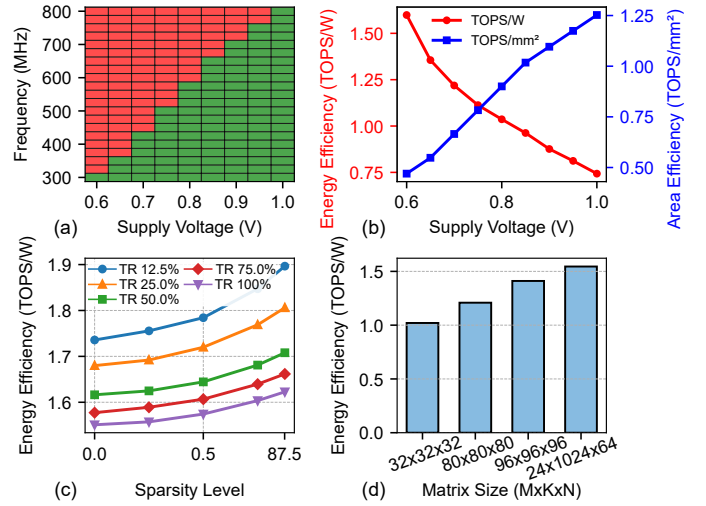 800
700
600
500
400
300
Frequency (MHz)
0.6 0.7 0.8 0.9 1.0
(a) Supply Voltage (V)
1.50
1.25
1.00
0.75
Energy Efficiency (TOPS/W)
TOPS/W
TOPS/mm²
1.25
1.00
0.75
0.50
Area Efficiency (TOPS/mm²)
0.6 0.8 1.0
(b) Supply Voltage (V)
1.9
1.8
1.7
1.6
Energy Efficiency (TOPS/W)
TR 12.5% TR 75.0%
TR 25.0% TR 100%
TR 50.0%
0.0 0.5 87.5
(c) Sparsity Level
1.5
1.0
0.5
0.0
Energy Efficiency (TOPS/W)
32x32x32 80x80x80 96x96x96 24x1024x64
(d) Matrix Size (MxKxN)